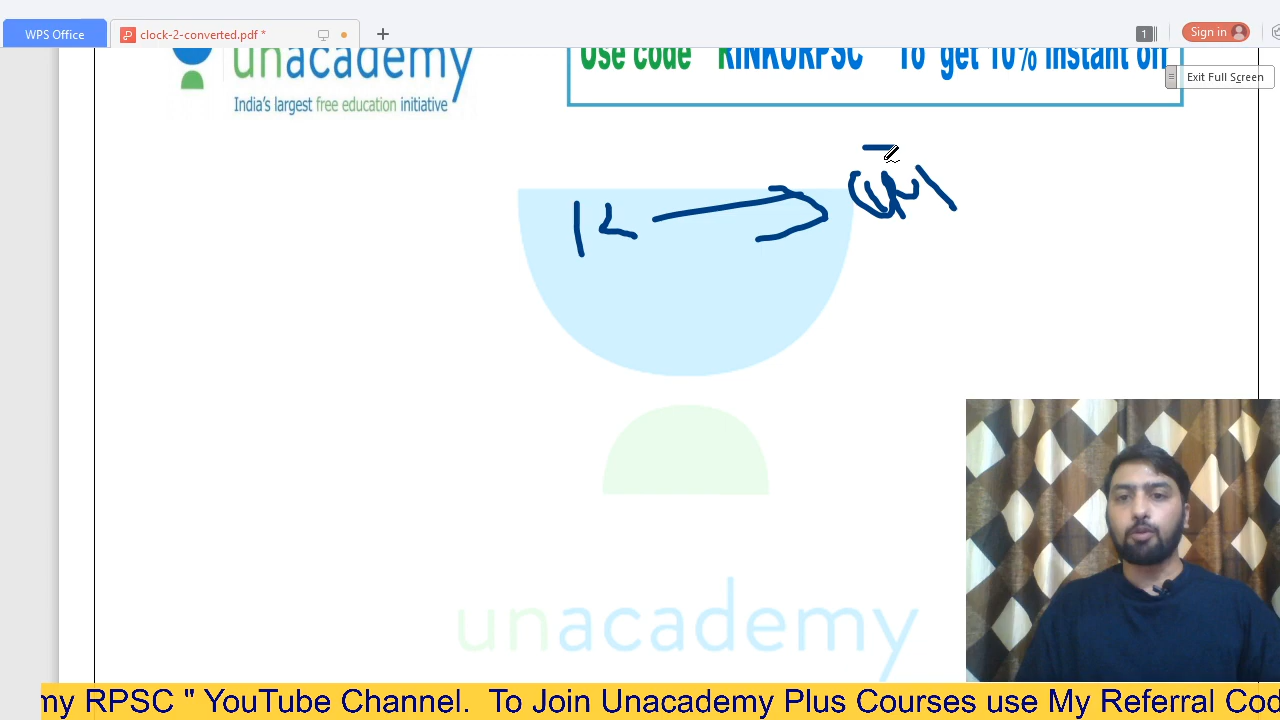 WPS Office
clock-2-converted.pdf *
1
Sign in
unacademy
India's largest free education initiative
Use code "RINKURPSC" To get 10% instant off
Exit Full Screen
12
unacademy
my RPSC " YouTube Channel. To Join Unacademy Plus Courses use My Referral Cod